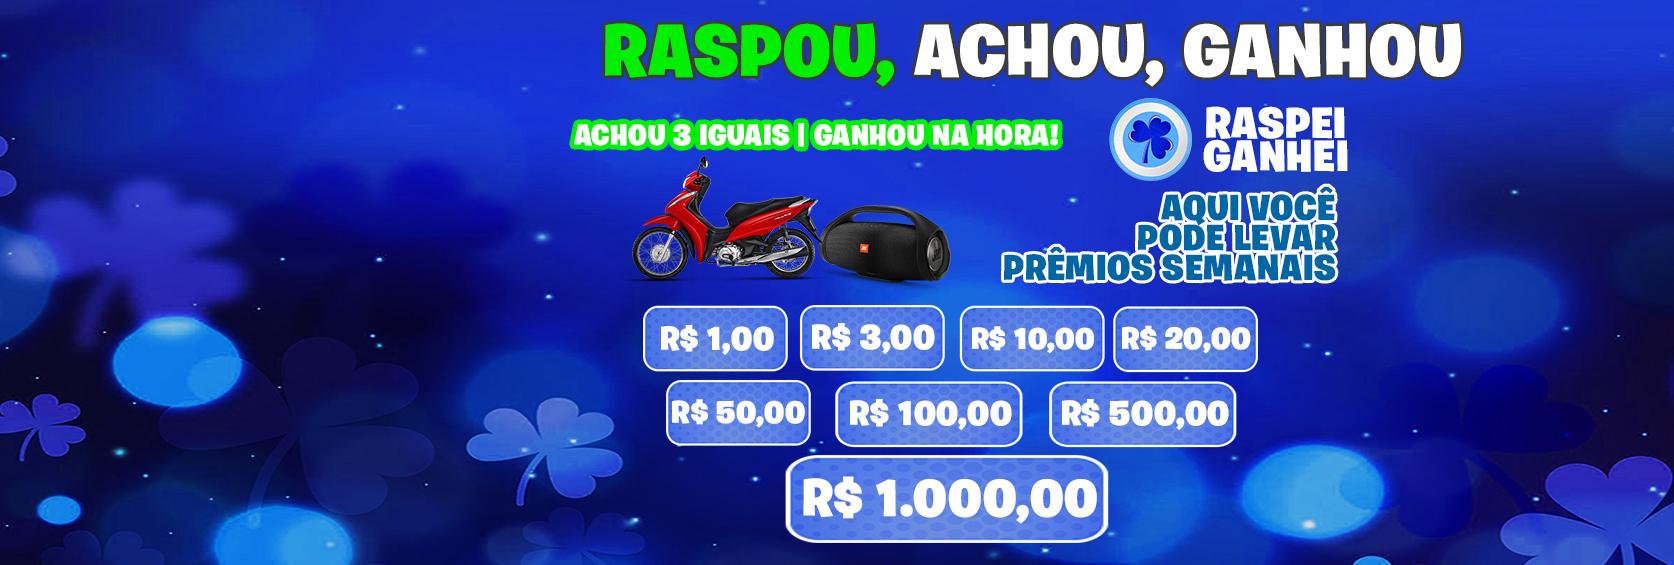 RASPOU, ACHOU, GANHOU
ACHOU 3 IGUAIS | GANHOU NA HORA!
RASPEI
GANHEI
AQUI VOCÊ
PODE LEVAR
PRÊMIOS SEMANAIS
R$ 1,00
R$ 3,00
R$ 10,00
R$ 20,00
R$ 50,00
R$ 100,00
R$ 500,00
R$ 1.000,00